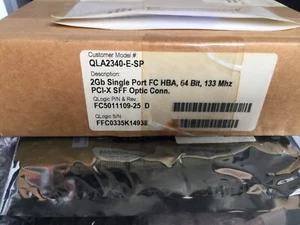 Customer Model #:
QLA2340-E-SP
Description:
2Gb Single Port FC HBA, 64 Bit, 133 Mhz
PCI-X SFF Optic Conn.
QLogic P/N & Rev.:
FC5011109-25 D
QLogic S/N:
FFC0335K14938